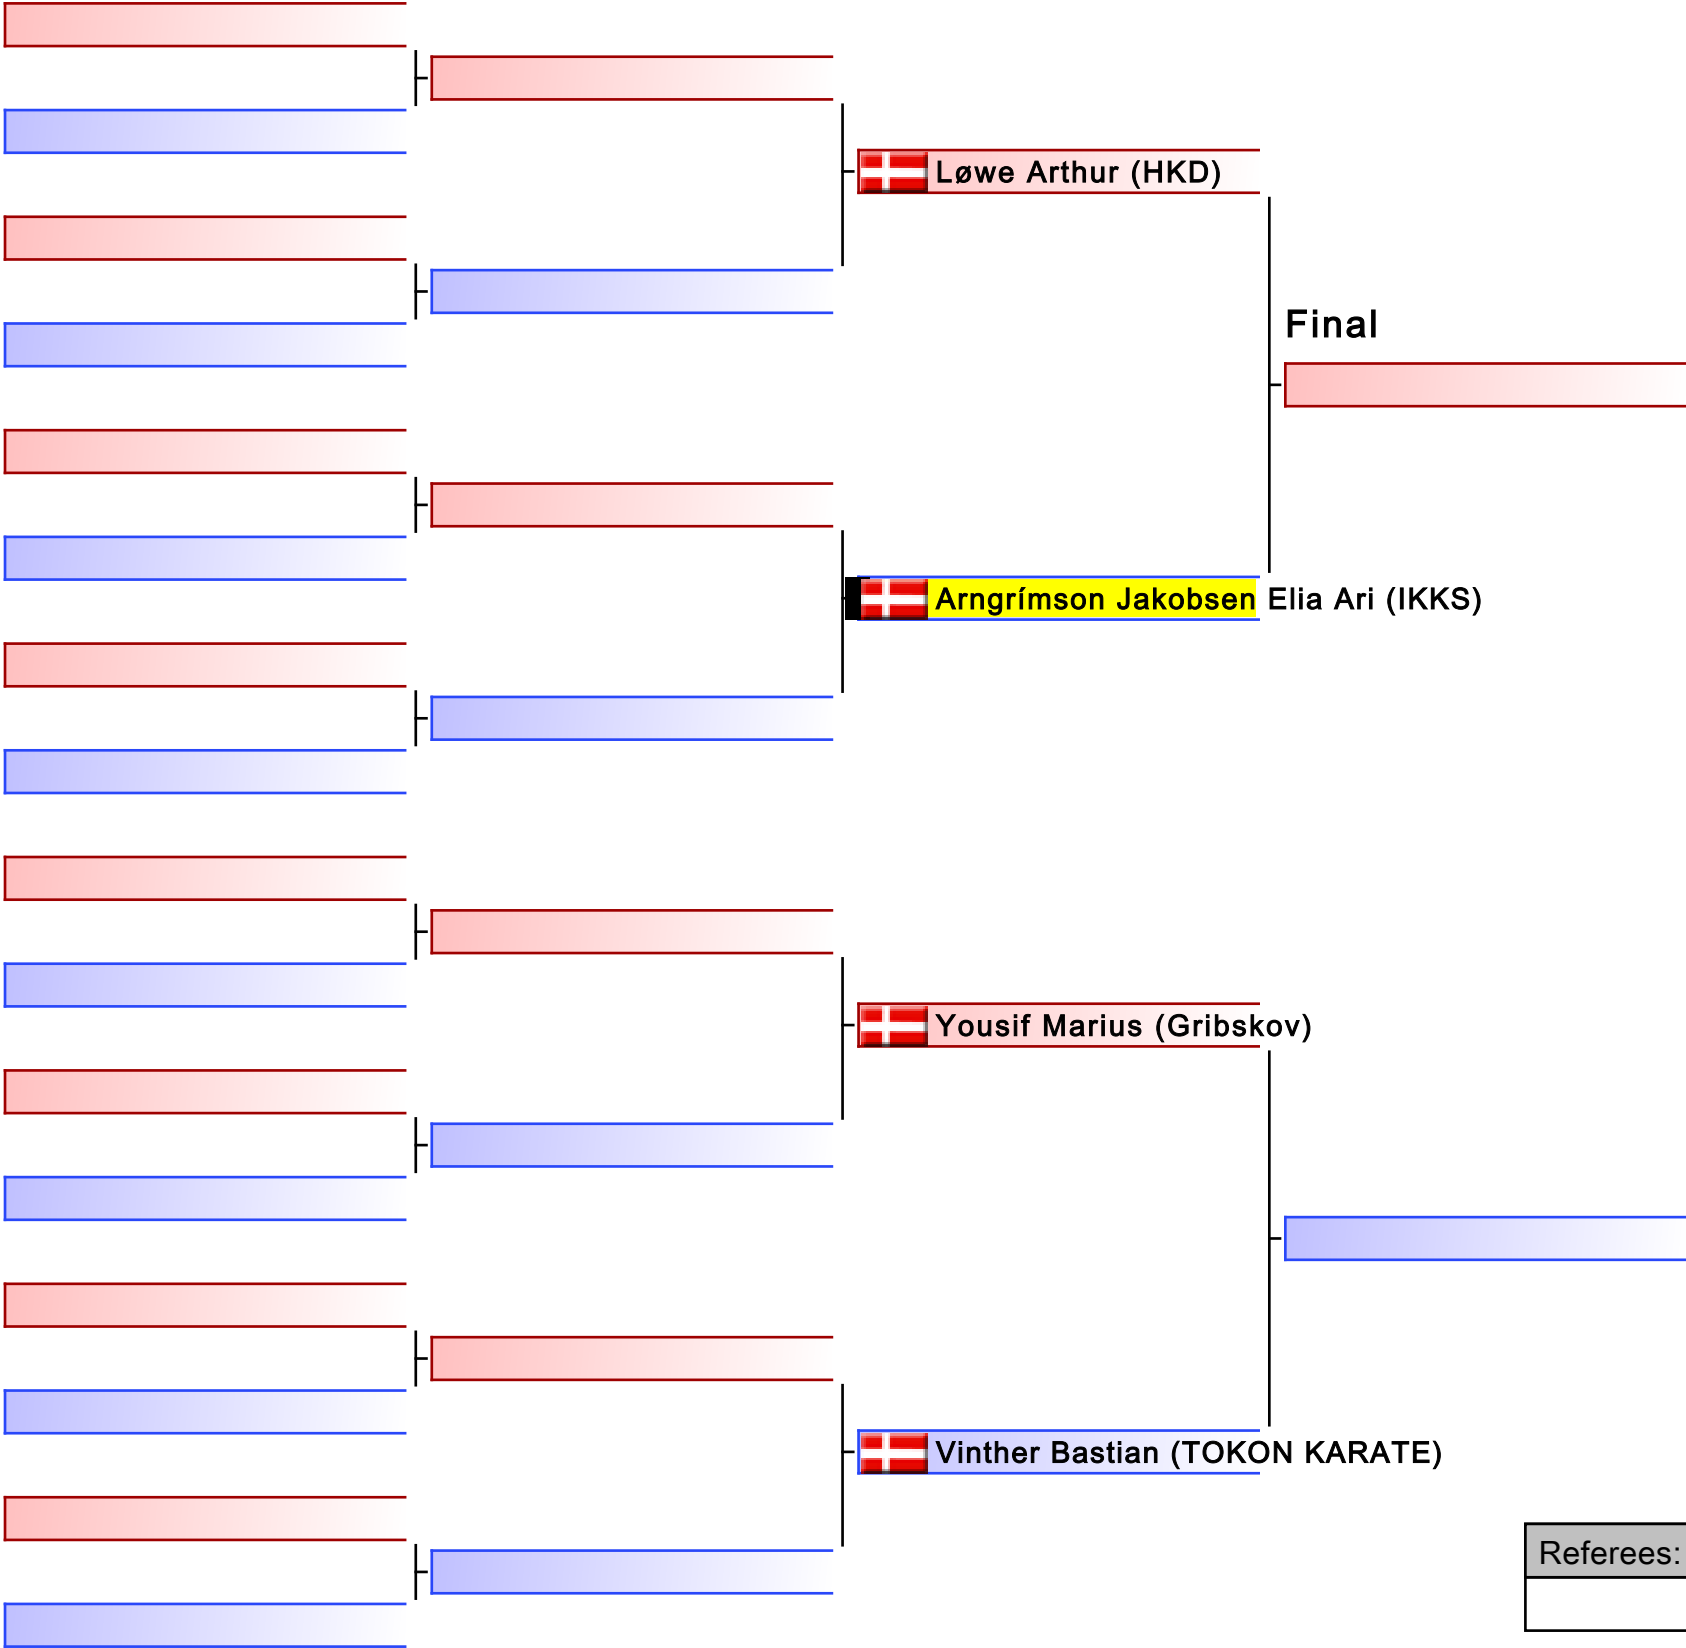 Løwe Arthur (HKD)
Final
Arngrímson Jakobsen Elia Ari (IKKS)
Yousif Marius (Gribskov)
Vinther Bastian (TOKON KARATE)
Referees: